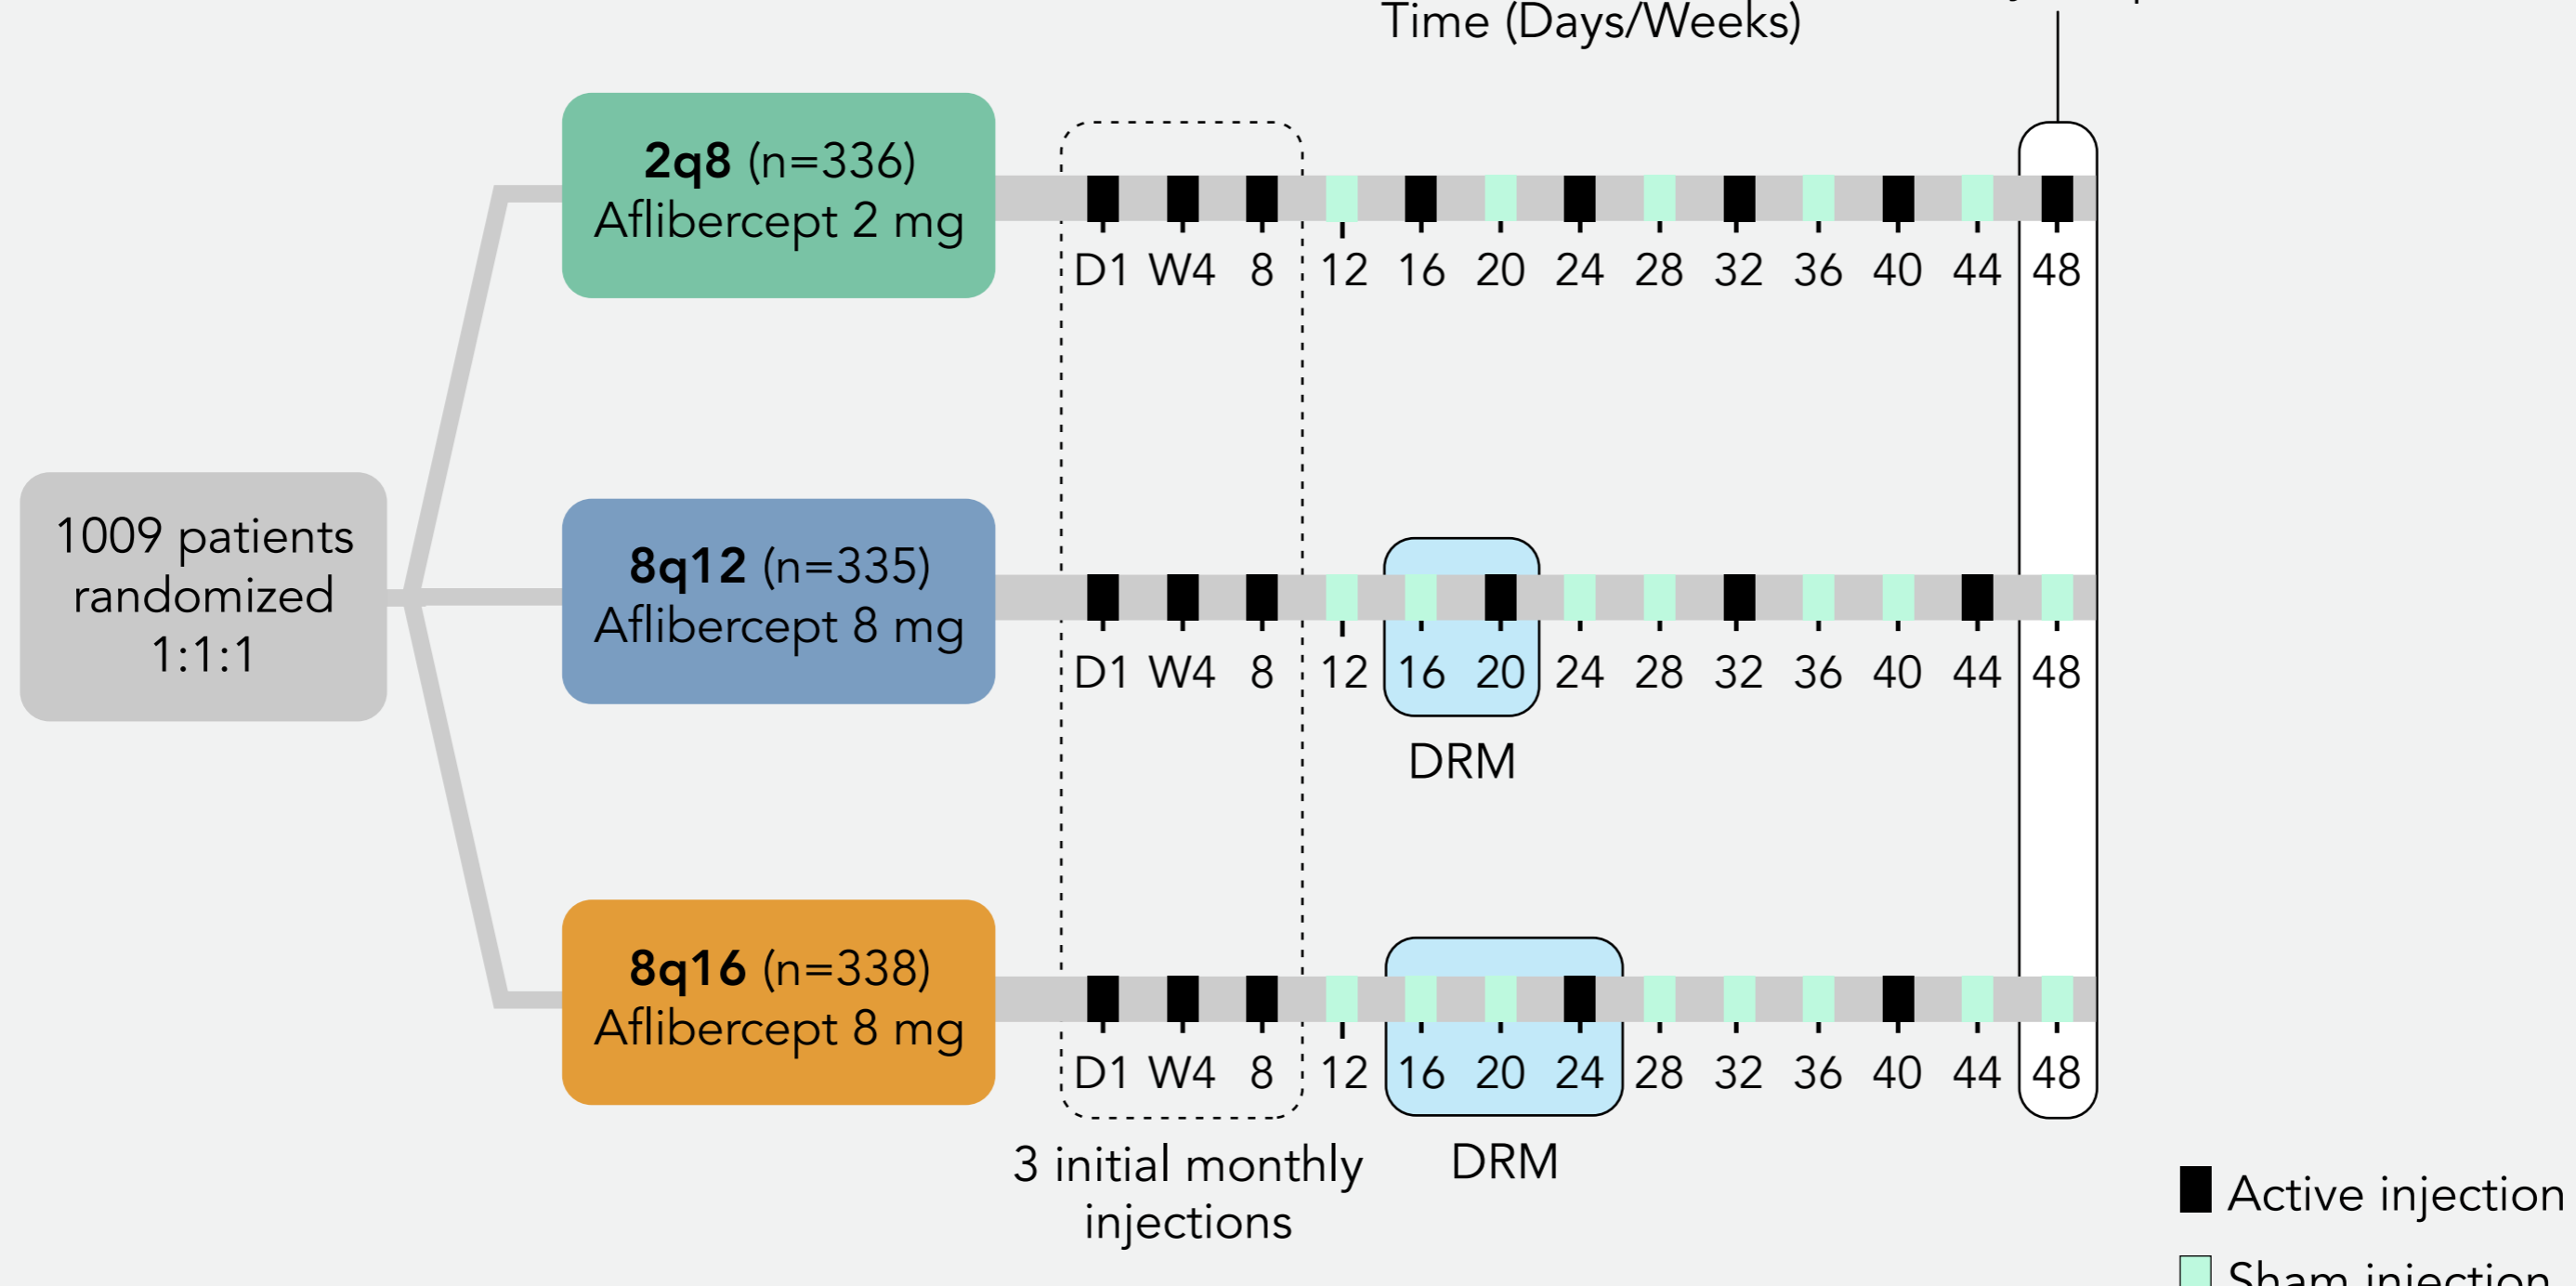 Time (Days/Weeks)
2q8 (n=336)
Aflibercept 2 mg
D1 W4 8 12 16 20 24 28 32 36 40 44 48
1009 patients
randomized
1:1:1
8q12 (n=335)
Aflibercept 8 mg
D1 W4 8 12 16 20 24 28 32 36 40 44 48
DRM
8q16 (n=338)
Aflibercept 8 mg
D1 W4 8 12 16 20 24 28 32 36 40 44 48
3 initial monthly
injections
DRM
Active injection
Sham injection